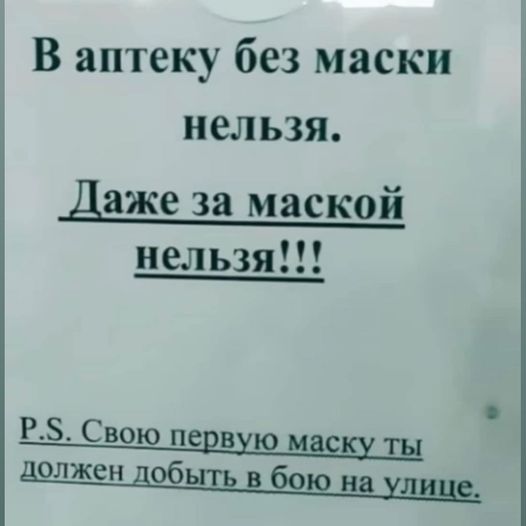 В аптеку без маски
нельзя.
Даже за маской
нельзя!!!
P.S. Свою первую маску ты
должен добыть в бою на улице.